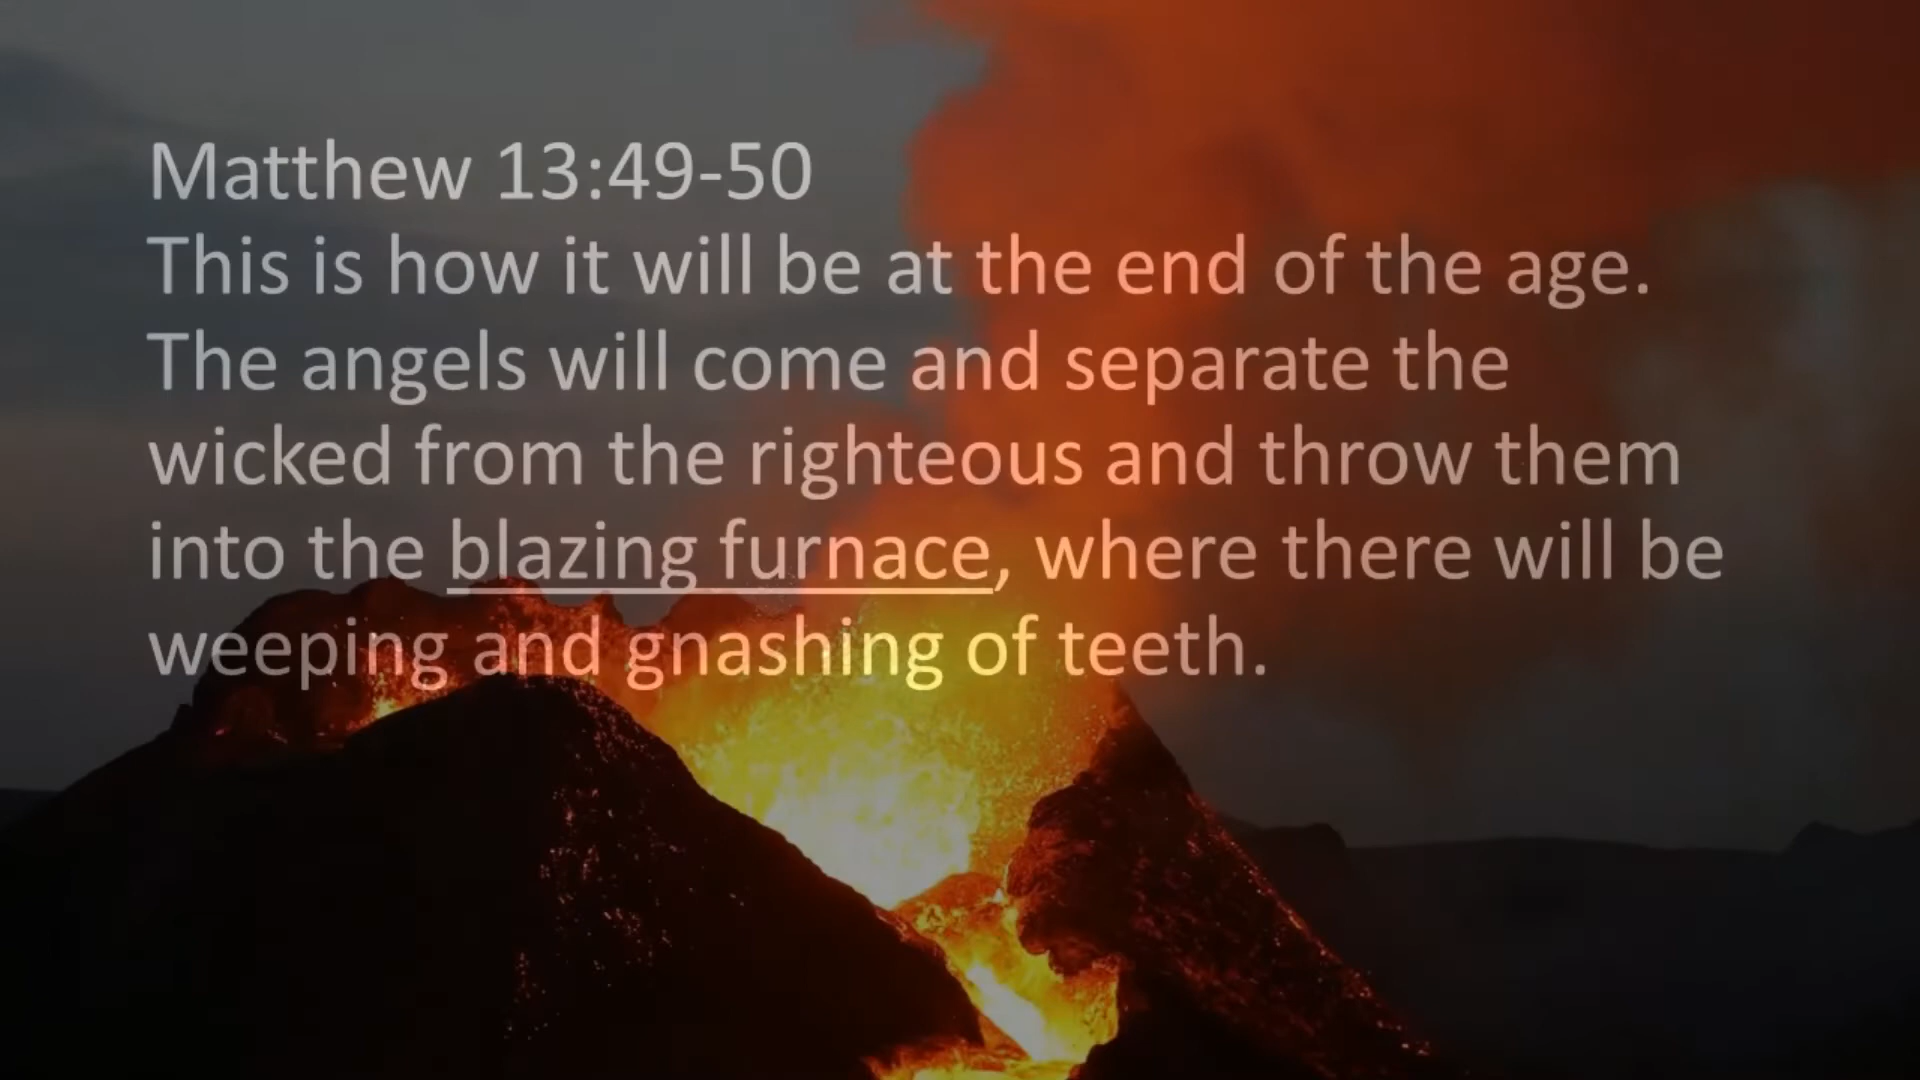 Matthew 13:49-50
This is how it will be at the end of the age.
The angels will come and separate the
wicked from the righteous and throw them
into the blazing furnace, where there will be
weeping and gnashing of teeth.